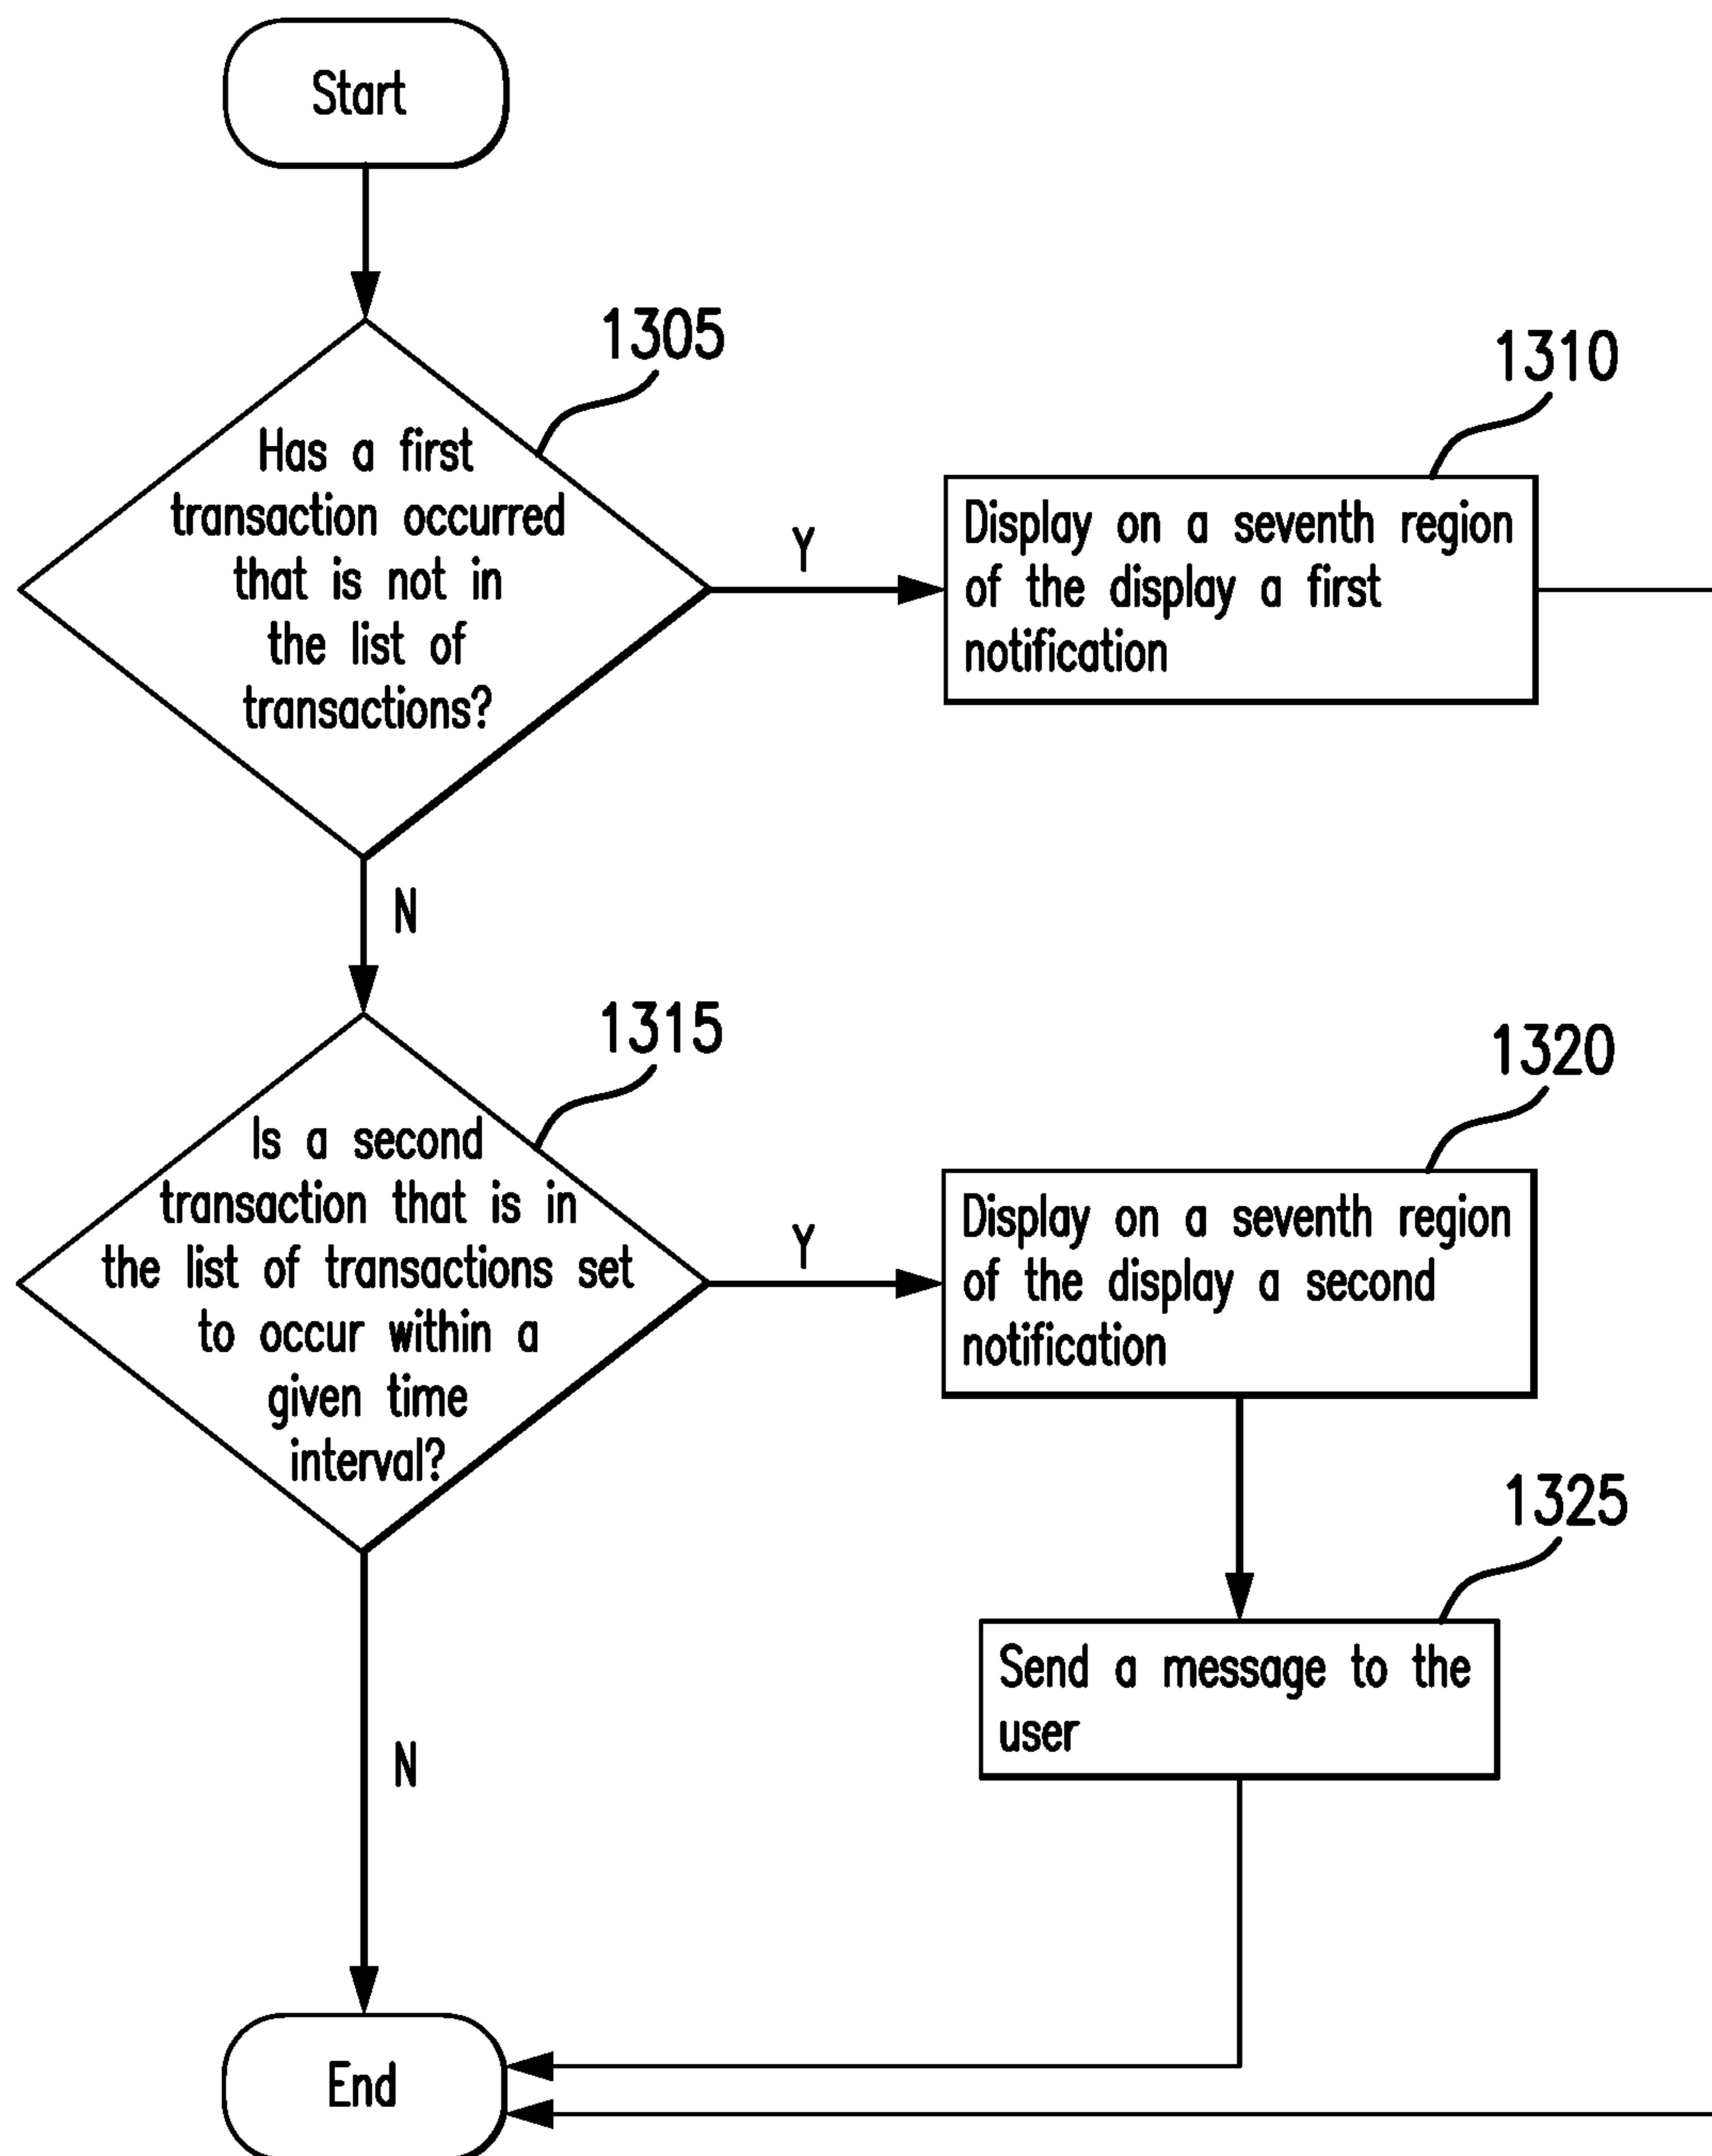 Start
1305
Has a first
transaction occurred
that is not in
the list of
transactions?
Y
1310
Display on a seventh region
of the display a first
notification
N
1315
Is a second
transaction that is in
the list of transactions set
to occur within a
given time
interval?
Y
1320
Display on a seventh region
of the display a second
notification
1325
Send a message to the
user
N
End